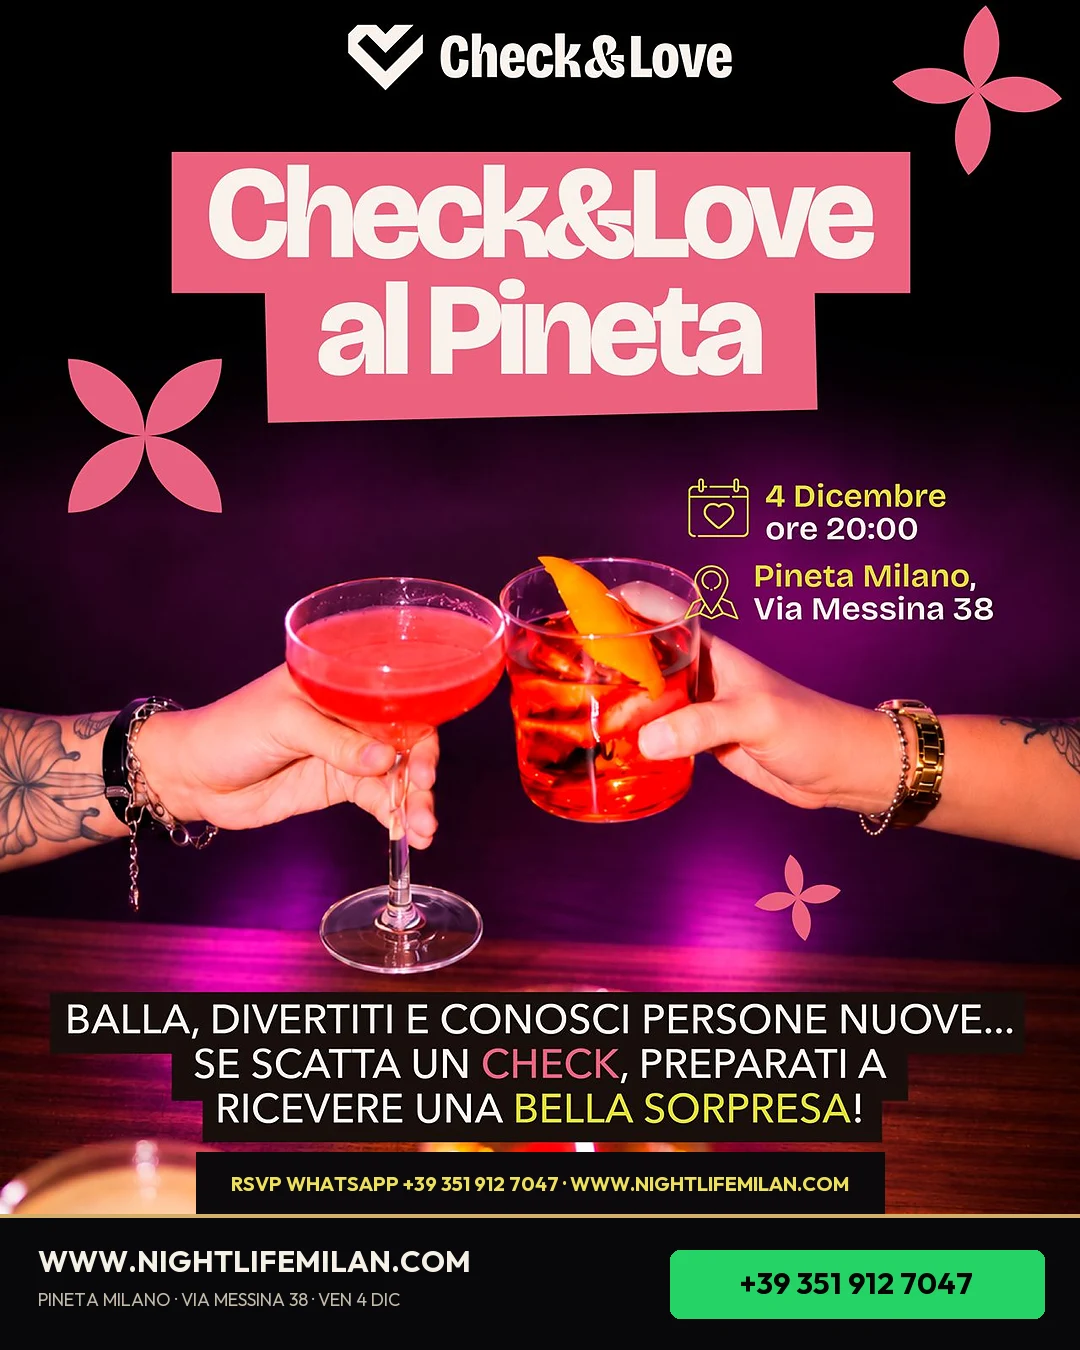 Check&Love
Check&Love
al Pineta
4 Dicembre
ore 20:00
Pineta Milano,
Via Messina 38
BALLA, DIVERTITI E CONOSCI PERSONE NUOVE...
SE SCATTA UN CHECK, PREPARATI A
RICEVERE UNA BELLA SORPRESA!
RSVP WHATSAPP +39 351 912 7047 · WWW.NIGHTLIFEMILAN.COM
WWW.NIGHTLIFEMILAN.COM
PINETA MILANO · VIA MESSINA 38 · VEN 4 DIC
+39 351 912 7047